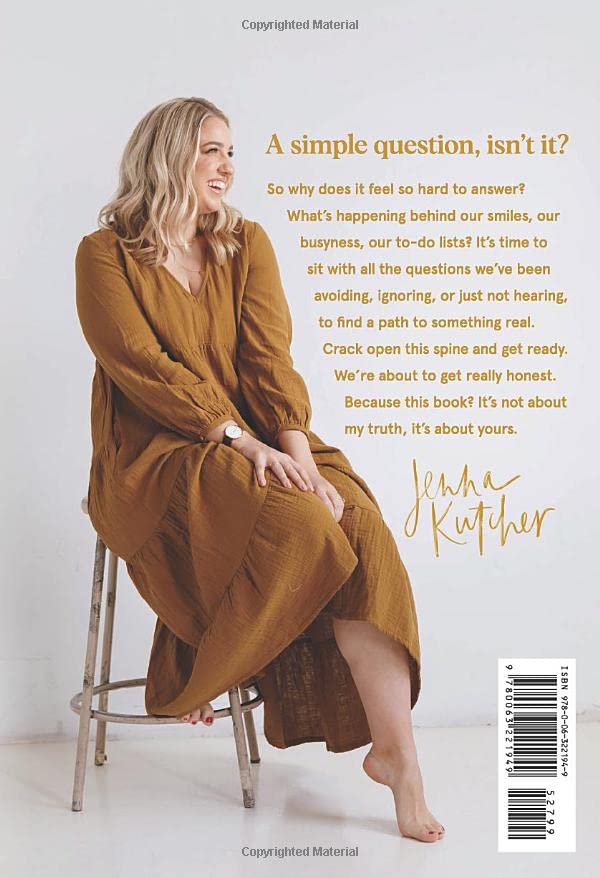 Copyrighted Material
A simple question, isn't it?
So why does it feel so hard to answer?
What's happening behind our smiles, our
busyness, our to-do lists? It's time to
sit with all the questions we've been
avoiding, ignoring, or just not hearing,
to find a path to something real.
Crack open this spine and get ready.
We're about to get really honest.
Because this book? It's not about
my truth, it's about yours.
Jenna
Kutcher
ISBN 978-0-06-322194-9
9 780063 221949
52799
Copyrighted Material